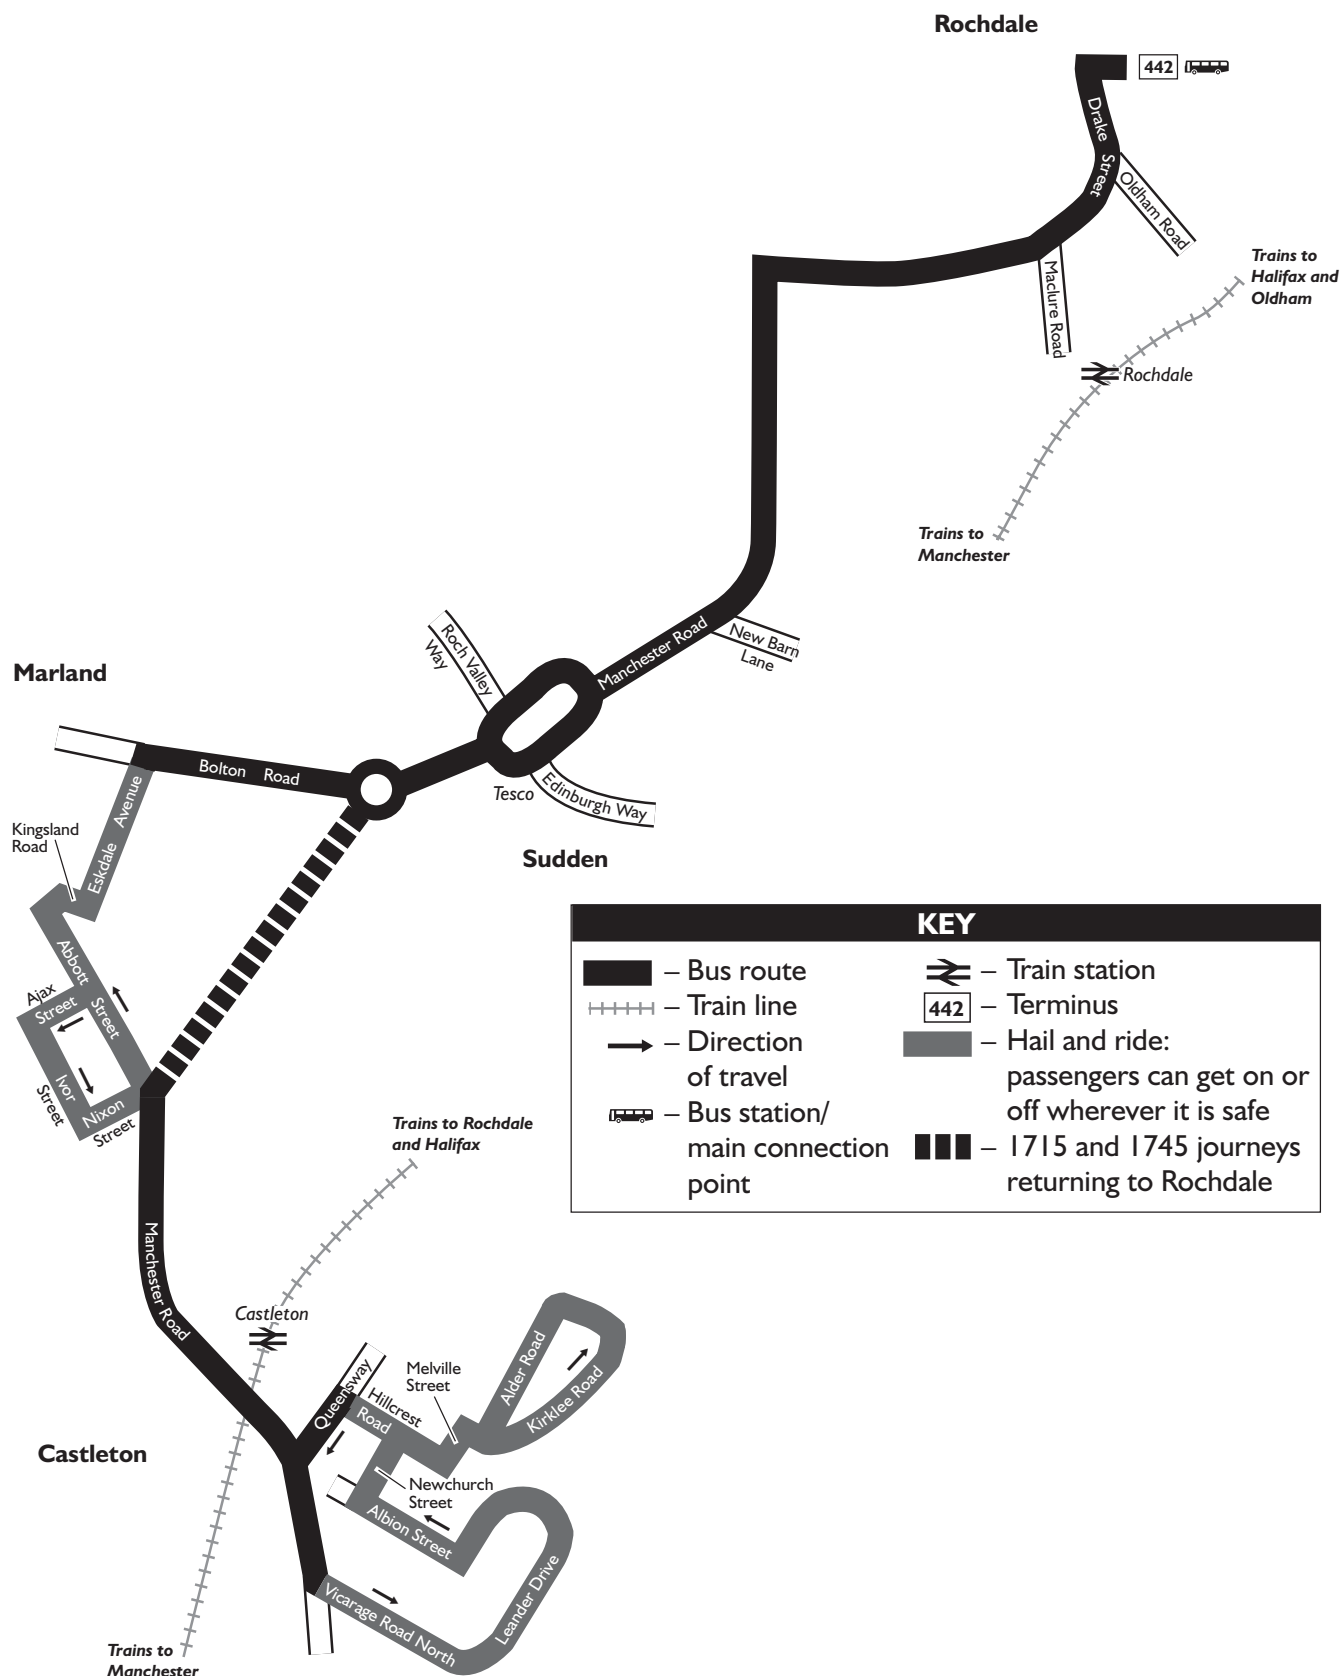 Rochdale
442
Drake
Street
Oldham Road
Maclure Road
Trains to
Halifax and
Oldham
Rochdale
Trains to
Manchester
Manchester Road
New Barn
Lane
Roch Valley
Way
Marland
Bolton Road
Tesco
Edinburgh Way
Sudden
Kingsland
Road
Eskdale Avenue
Abbott
Street
Ajax
Street
Ivor
Street
Nixon
Street
KEY
– Bus route
– Train line
– Direction
of travel
– Bus station/
main connection
point
– Train station
442 – Terminus
– Hail and ride:
passengers can get on or
off wherever it is safe
– 1715 and 1745 journeys
returning to Rochdale
Trains to Rochdale
and Halifax
Manchester Road
Castleton
Queensway
Hillcrest
Road
Melville
Street
Alder Road
Kirklee Road
Castleton
Newchurch
Street
Albion Street
Leander Drive
Vicarage Road North
Trains to
Manchester